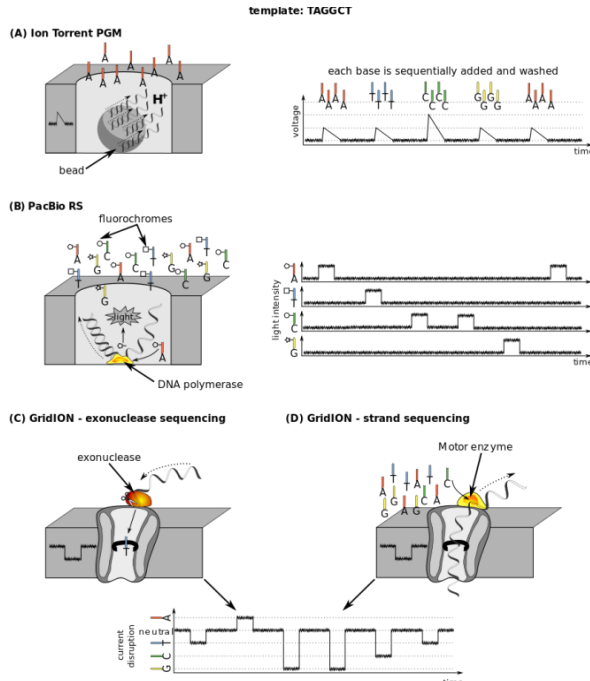 template: TAGGCT
(A) Ion Torrent PGM
A
A A A A A A A
H+
bead
each base is sequentially added and washed
A A A A T T T T C C C C G G G G A A A A
voltage
time
(B) PacBio RS
fluorochromes
A G C T A G C
T A T C G
G
light
A
DNA polymerase
A
T
C
G
light intensity
time
(C) GridION - exonuclease sequencing
exonuclease
T
(D) GridION - strand sequencing
Motor enzyme
A T T A T C
G A G C A
current
disruption
A
neutral
T
C
G
time